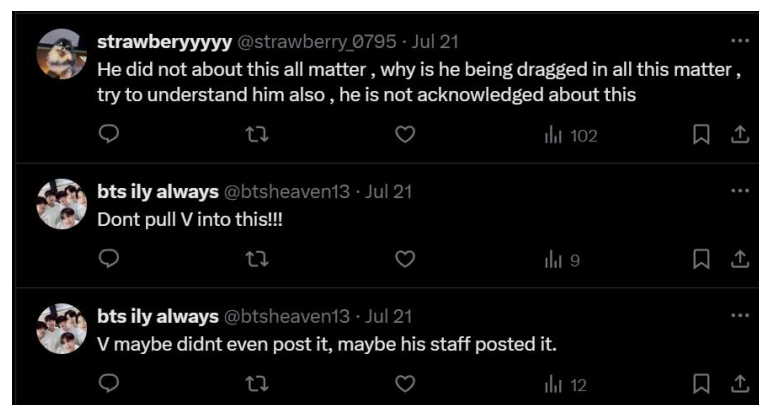 strawberyyyyy @strawberry_0795 · Jul 21
He did not about this all matter , why is he being dragged in all this matter ,
try to understand him also , he is not acknowledged about this
102
bts ily always @btsheaven13 · Jul 21
Dont pull V into this!!!
9
bts ily always @btsheaven13 · Jul 21
V maybe didnt even post it, maybe his staff posted it.
12